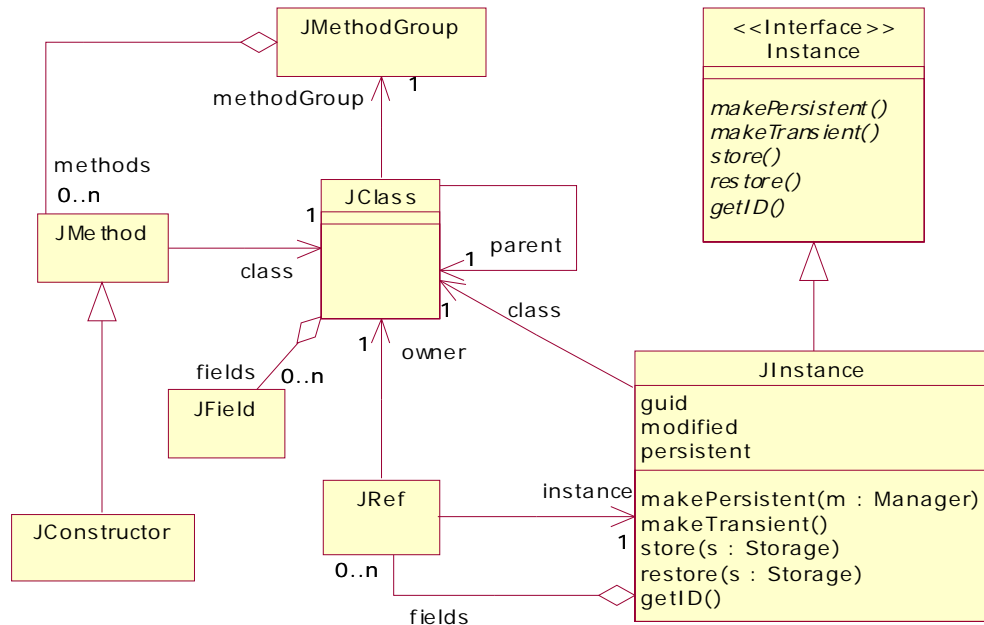 JMethodGroup
1
methodGroup
methods
0..n
JMethod
class
1
JClass
parent
1
1
class
fields
0..n
JField
1
owner
JConstructor
JRef
0..n
instance
1
fields
<<Interface>>
Instance
makePersistent()
makeTransient()
store()
restore()
getID()
JInstance
guid
modified
persistent
makePersistent(m : Manager)
makeTransient()
store(s : Storage)
restore(s : Storage)
getID()